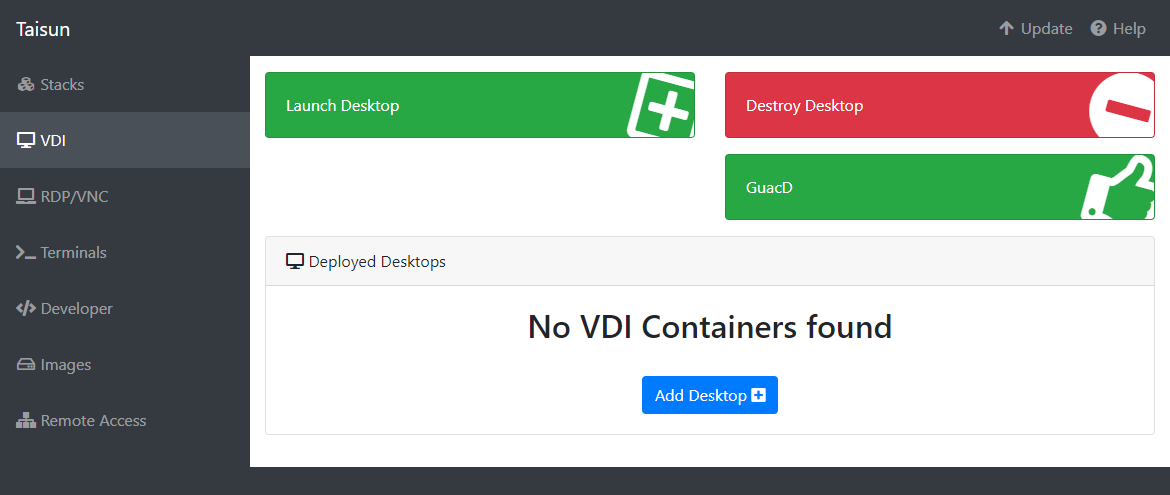 Taisun
Update
Help
Stacks
VDI
RDP/VNC
Terminals
Developer
Images
Remote Access
Launch Desktop
Destroy Desktop
GuacD
Deployed Desktops
No VDI Containers found
Add Desktop